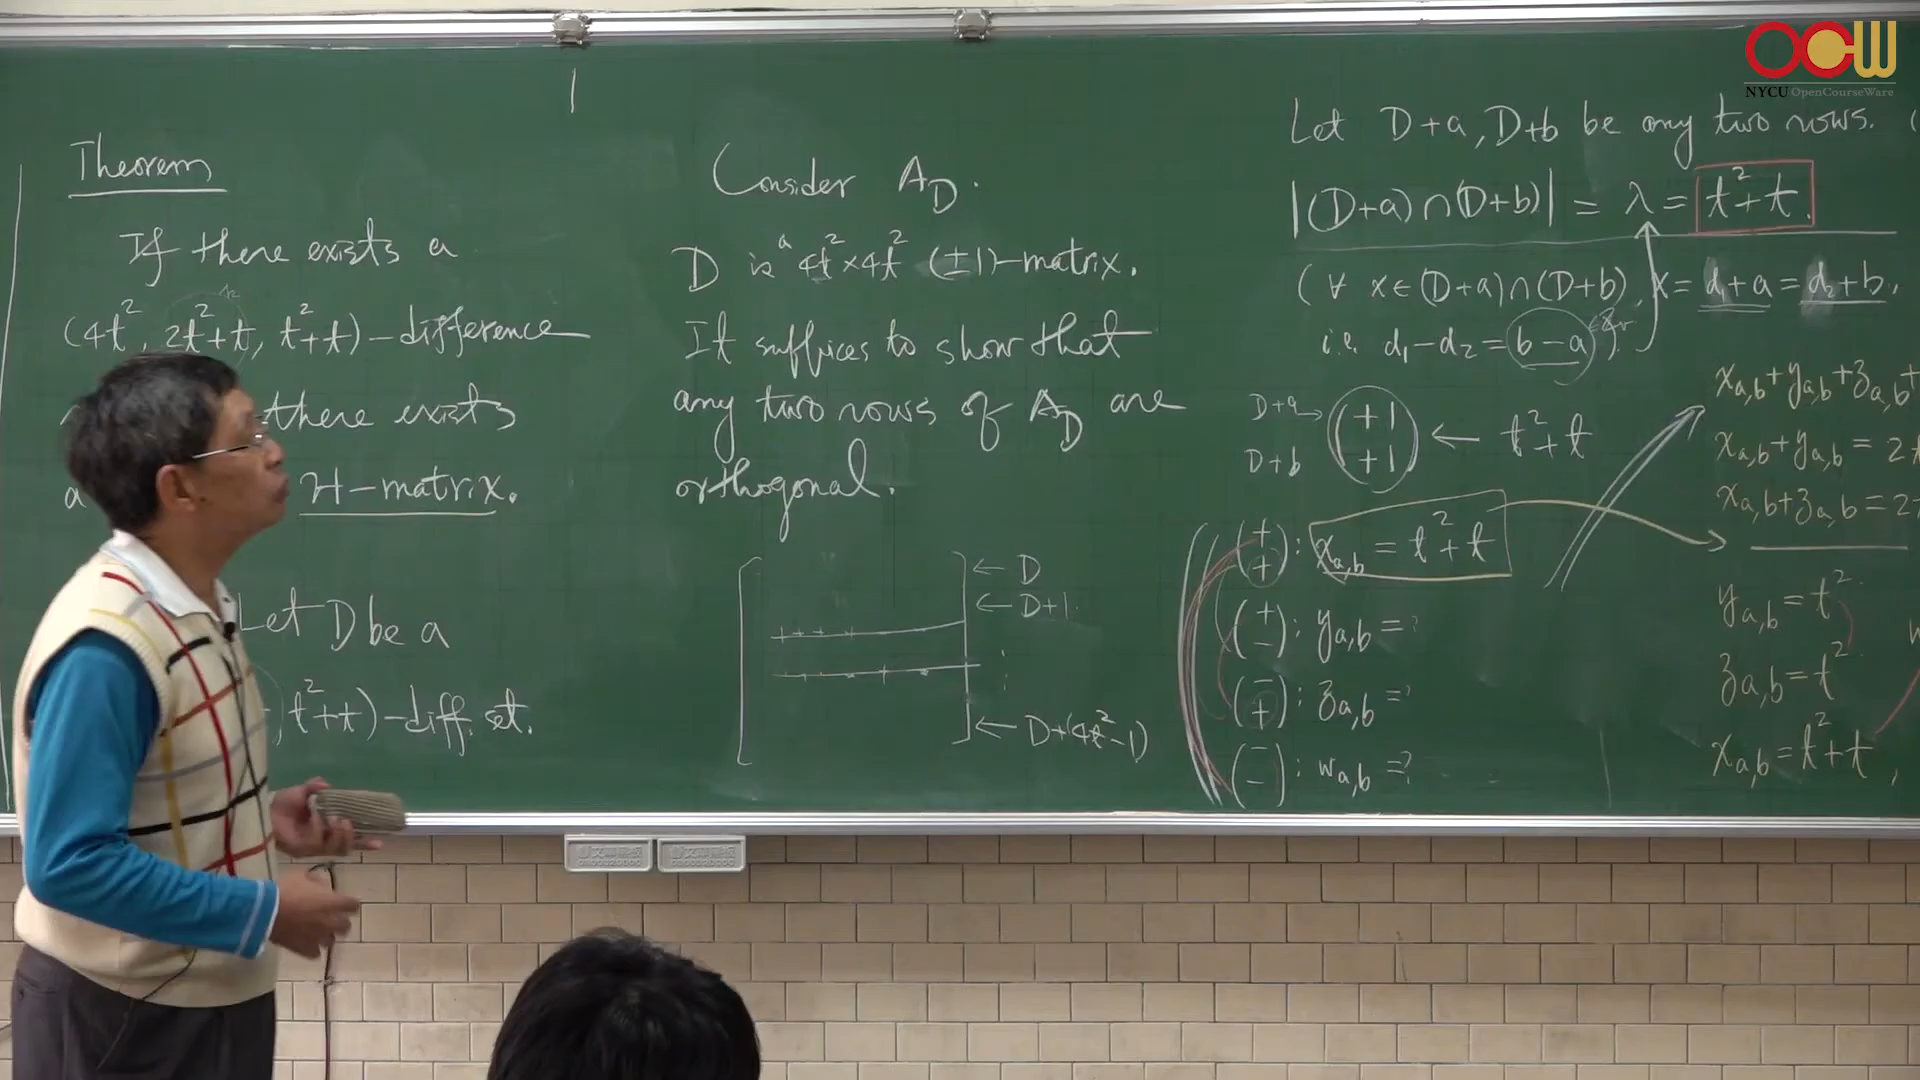 OCW
NYCU OpenCourseWare
Theorem
If there exists a
(4t², 2t²+t, t²+t)-difference
there exists
a H-matrix.
Let D be a
, t²+t)-diff. set.
Consider A_D.
D is a 4t²×4t² (±1)-matrix.
It suffices to show that
any two rows of A_D are
orthogonal.
← D
← D+1
⋮
← D+(4t²-1)
Let D+a, D+b be any two rows. (
|(D+a)∩(D+b)| = λ = t²+t.
(∀ x∈(D+a)∩(D+b), x = d₁+a = d₂+b,
i.e. d₁-d₂ = b-a).
D+a → (+1
D+b +1) ← t²+t
(+ +): x_{a,b} = t²+t
(+ -): y_{a,b} = ?
(- +): z_{a,b} = ?
(- -): w_{a,b} = ?
x_{a,b}+y_{a,b}+z_{a,b}+
x_{a,b}+y_{a,b} = 2
x_{a,b}+z_{a,b} = 2
y_{a,b} = t²
z_{a,b} = t²
x_{a,b} = t²+t,